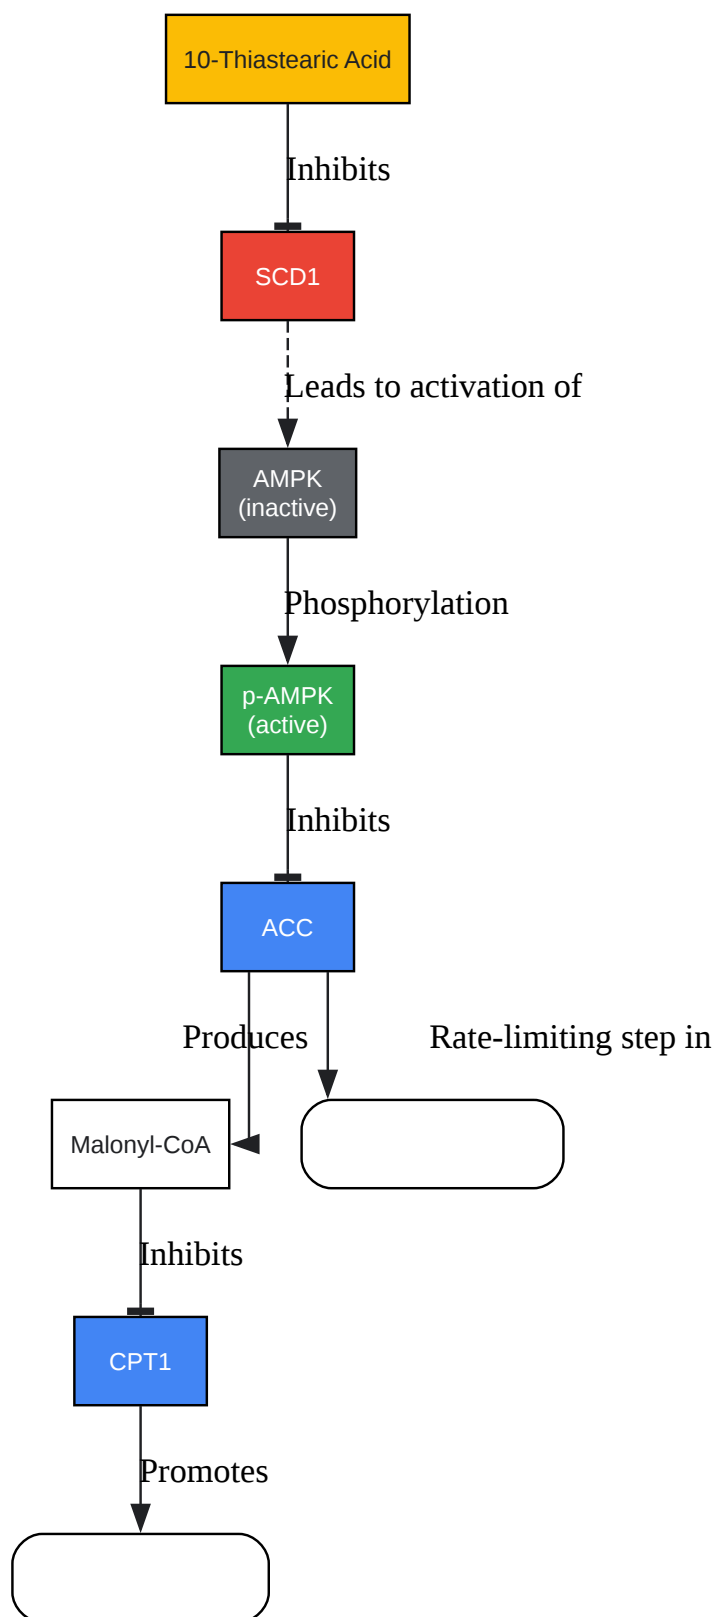 10-Thiastearic Acid
Inhibits
SCD1
Leads to activation of
AMPK
(inactive)
Phosphorylation
p-AMPK
(active)
Inhibits
ACC
Produces
Rate-limiting step in
Malonyl-CoA
Inhibits
CPT1
Promotes